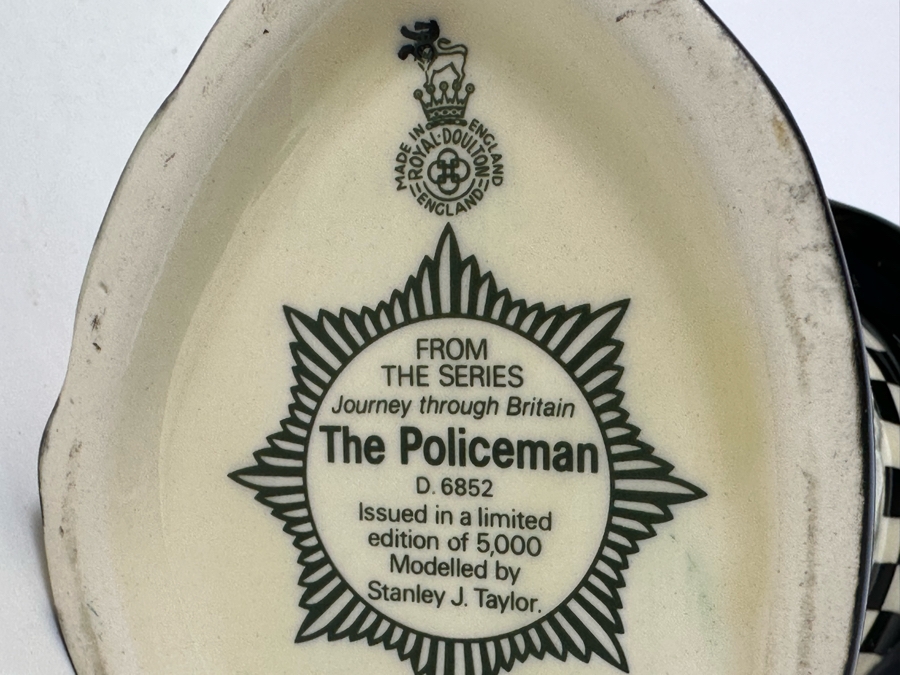 MADE IN ENGLAND
ROYAL·DOULTON
ENGLAND
FROM
THE SERIES
Journey through Britain
The Policeman
D. 6852
Issued in a limited
edition of 5,000
Modelled by
Stanley J. Taylor.